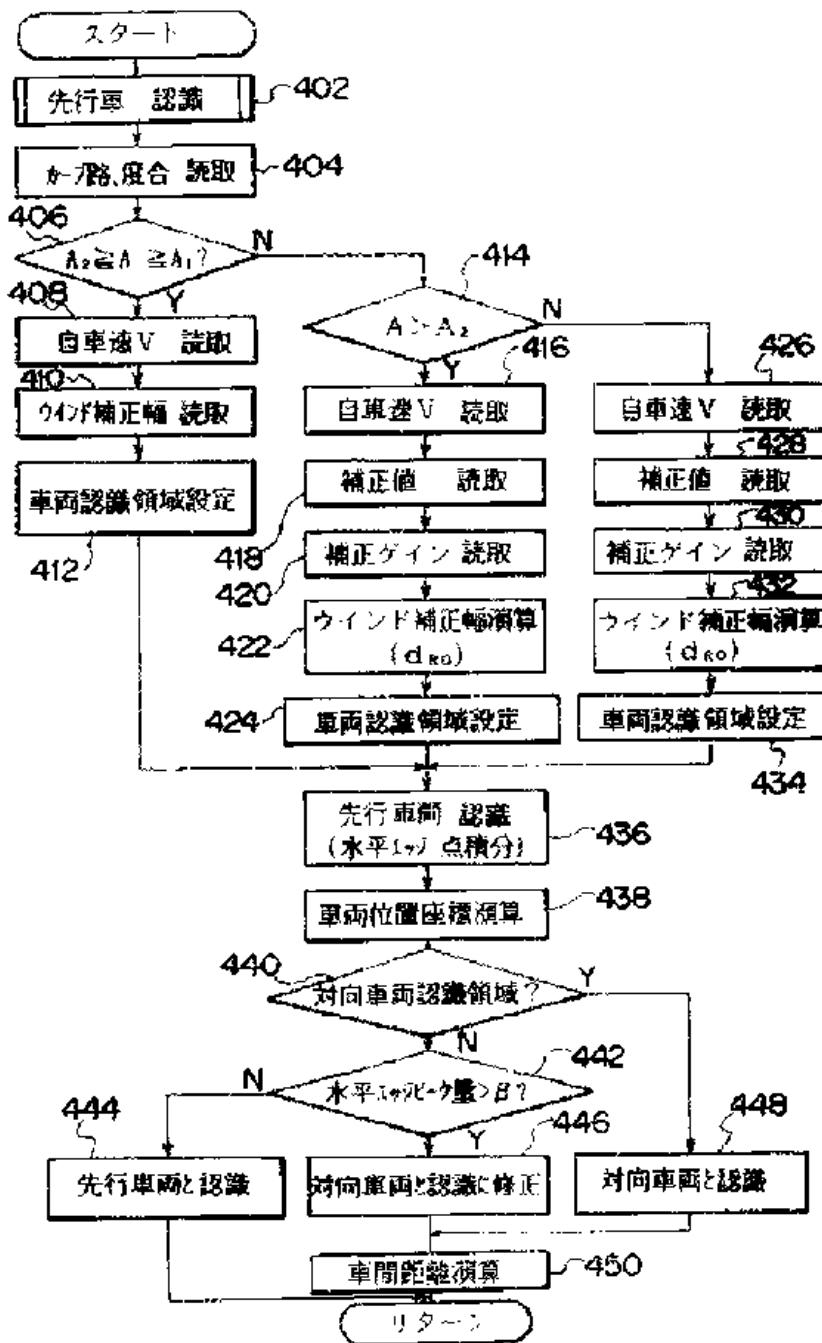 スタート
先行車 認識
402
カーブ路、度合 読取
404
406
A₂≧A ≧A₁?
N
Y
408
自車速V 読取
410
ウインド補正幅 読取
車両認識領域設定
412
414
A>A₂
N
Y
416
自車速V 読取
補正値 読取
418
補正ゲイン 読取
420
ウインド補正幅演算
(dRO)
422
424
車両認識領域設定
426
自車速V 読取
428
補正値 読取
430
補正ゲイン 読取
432
ウインド補正幅演算
(dRO)
車両認識領域設定
434
先行車両 認識
(水平エッジ 点積分)
436
車両位置座標演算
438
440
対向車両認識領域?
Y
N
442
水平エッジピーク量>β?
N
Y
444
先行車両と認識
446
対向車両と認識に修正
448
対向車両と認識
車間距離演算
450
リターン